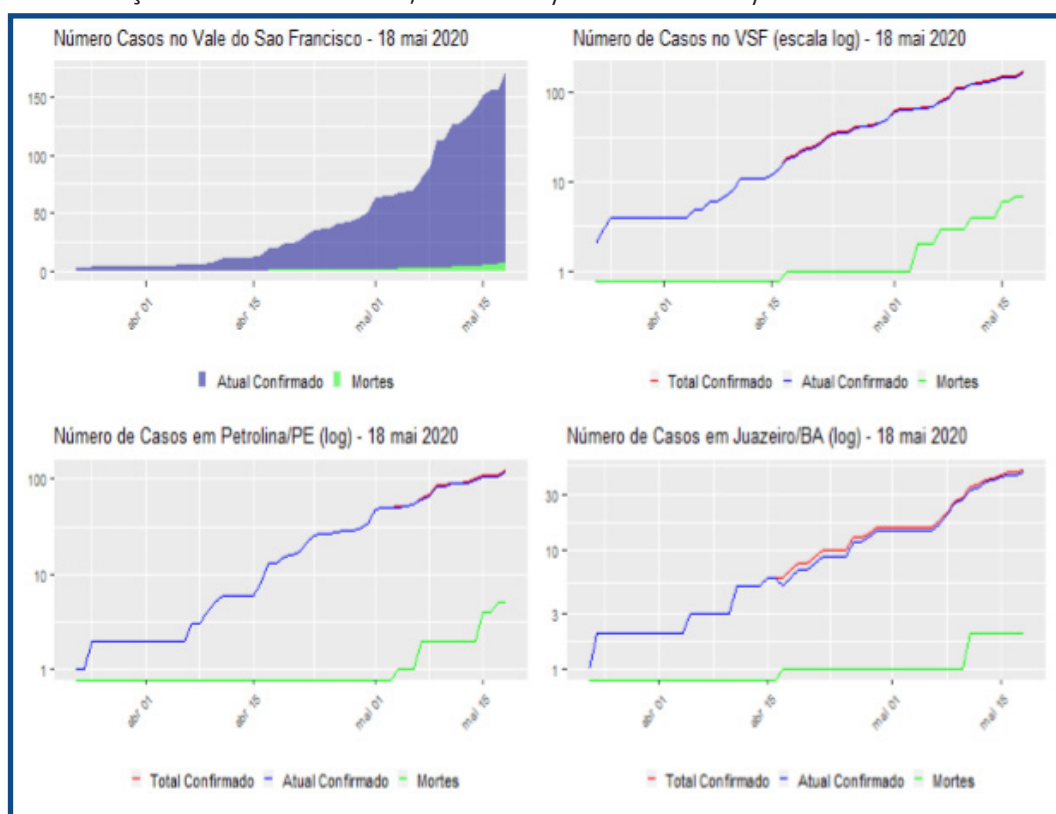 Número Casos no Vale do Sao Francisco - 18 mai 2020
150
100
50
0
abr 01
abr 15
mai 01
mai 15
Atual Confirmado Mortes
Número de Casos no VSF (escala log) - 18 mai 2020
100
10
1
abr 01
abr 15
mai 01
mai 15
Total Confirmado Atual Confirmado Mortes
Número de Casos em Petrolina/PE (log) - 18 mai 2020
100
10
1
abr 01
abr 15
mai 01
mai 15
Total Confirmado Atual Confirmado Mortes
Número de Casos em Juazeiro/BA (log) - 18 mai 2020
30
10
3
1
abr 01
abr 15
mai 01
mai 15
Total Confirmado Atual Confirmado Mortes